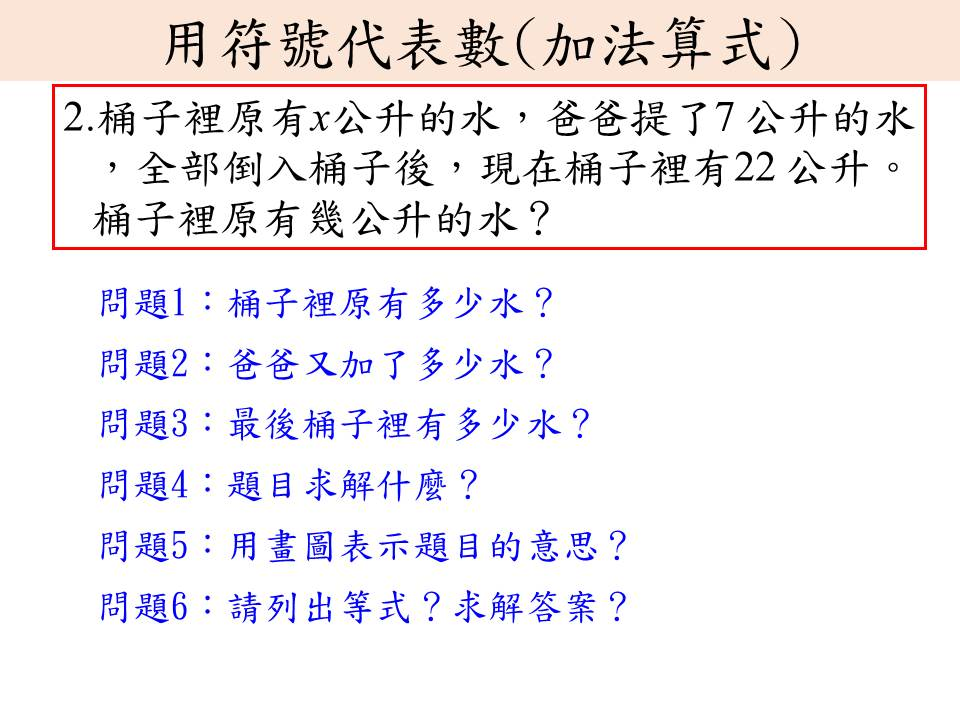 用符號代表數(加法算式)
2.桶子裡原有x公升的水，爸爸提了7 公升的水
，全部倒入桶子後，現在桶子裡有22 公升。
桶子裡原有幾公升的水？
問題1：桶子裡原有多少水？
問題2：爸爸又加了多少水？
問題3：最後桶子裡有多少水？
問題4：題目求解什麼？
問題5：用畫圖表示題目的意思？
問題6：請列出等式？求解答案？